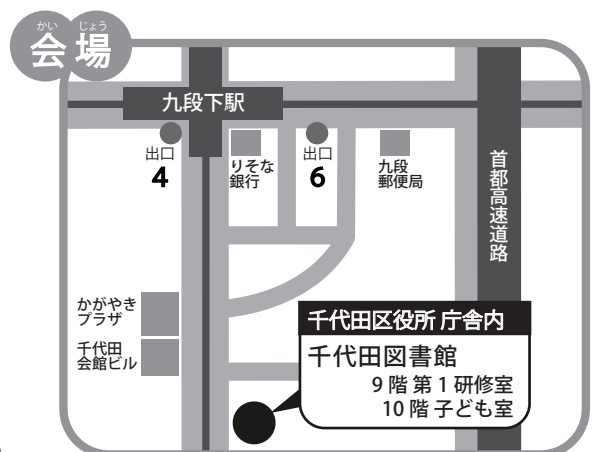 かい じょう
会場
九段下駅
出口
4
りそな
銀行
出口
6
九段
郵便局
首都高速道路
かがやき
プラザ
千代田
会館ビル
千代田区役所 庁舎内
千代田図書館
9階 第1研修室
10階 子ども室